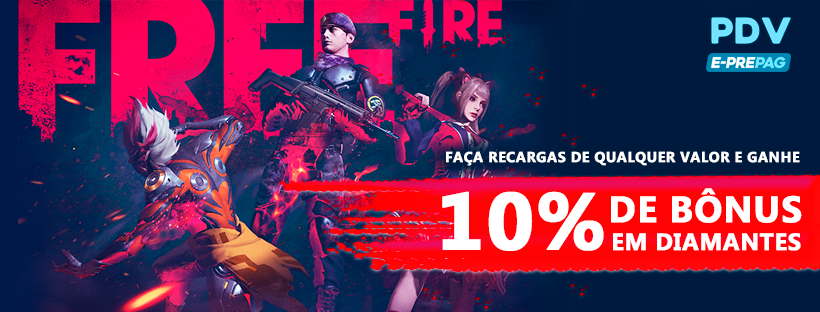 FREE FIRE
PDV
E-PREPAG
FAÇA RECARGAS DE QUALQUER VALOR E GANHE
10% DE BÔNUS
EM DIAMANTES